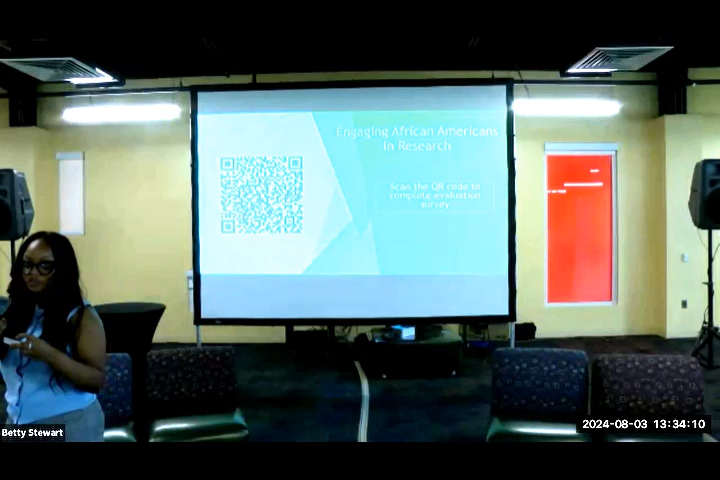 Engaging African Americans
in Research
Scan the QR code to
complete evaluation
survey
Betty Stewart
2024-08-03 13:34:10